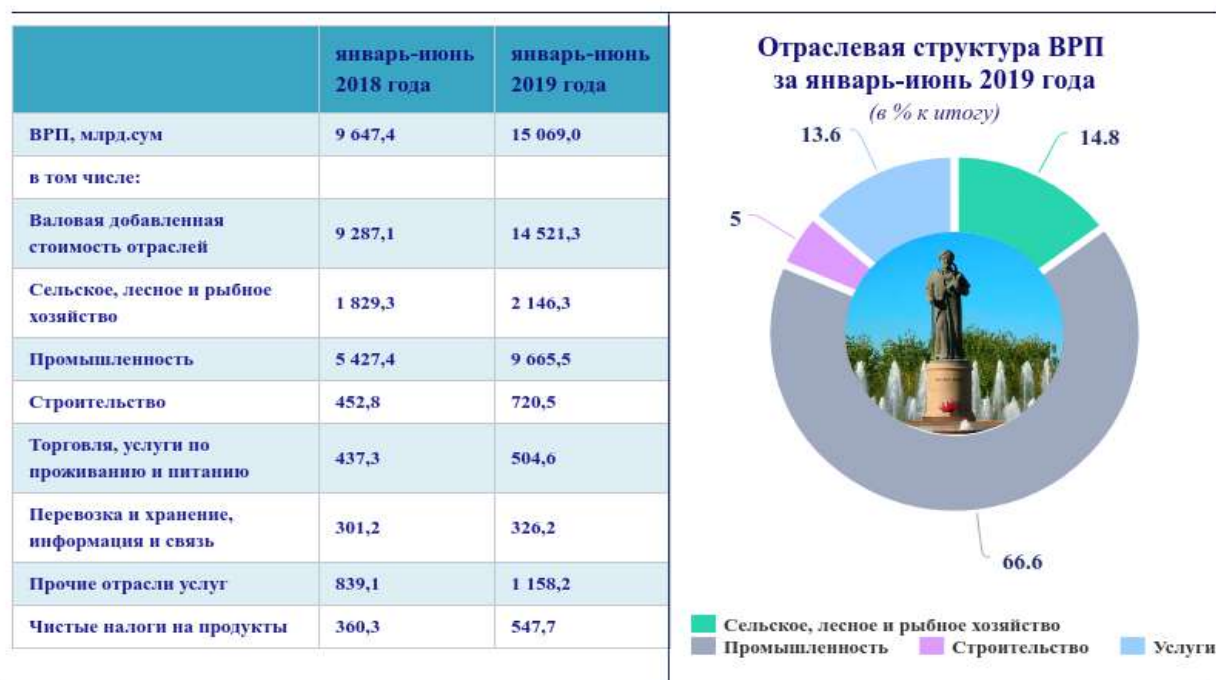 январь-июнь 2018 года
январь-июнь 2019 года
ВРП, млрд.сум 9 647,4 15 069,0
в том числе:
Валовая добавленная стоимость отраслей 9 287,1 14 521,3
Сельское, лесное и рыбное хозяйство 1 829,3 2 146,3
Промышленность 5 427,4 9 665,5
Строительство 452,8 720,5
Торговля, услуги по проживанию и питанию 437,3 504,6
Перевозка и хранение, информация и связь 301,2 326,2
Прочие отрасли услуг 839,1 1 158,2
Чистые налоги на продукты 360,3 547,7
Отраслевая структура ВРП
за январь-июнь 2019 года
(в % к итогу)
13.6
14.8
5
66.6
Сельское, лесное и рыбное хозяйство
Промышленность Строительство Услуги